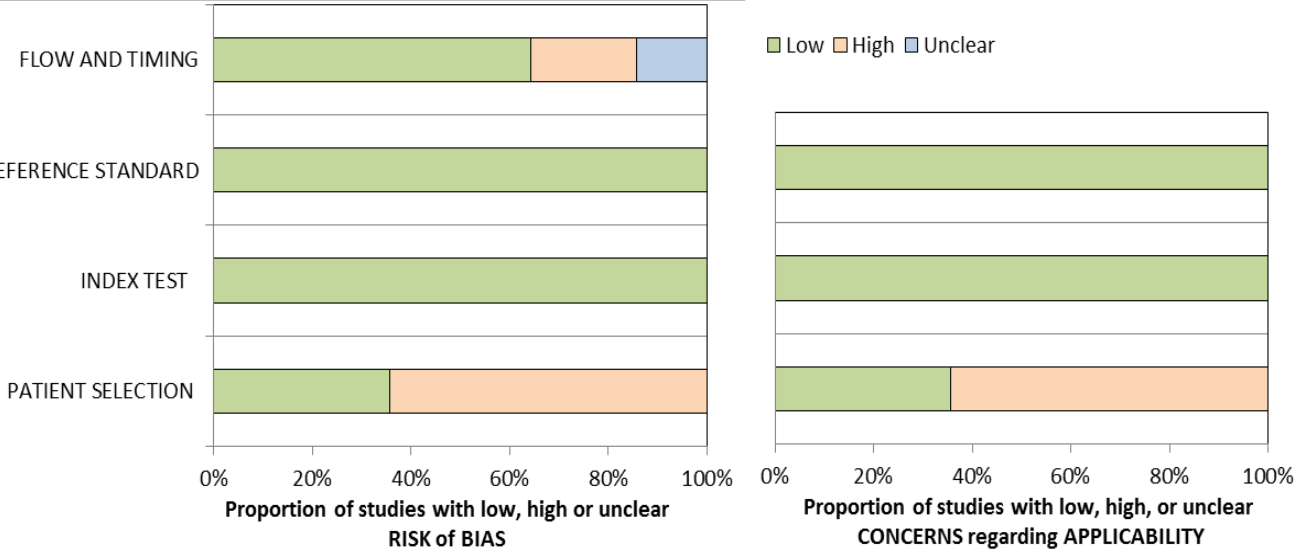 FLOW AND TIMING
EFERENCE STANDARD
INDEX TEST
PATIENT SELECTION
0% 20% 40% 60% 80% 100%
Proportion of studies with low, high or unclear
RISK of BIAS
Low High Unclear
0% 20% 40% 60% 80% 100%
Proportion of studies with low, high, or unclear
CONCERNS regarding APPLICABILITY